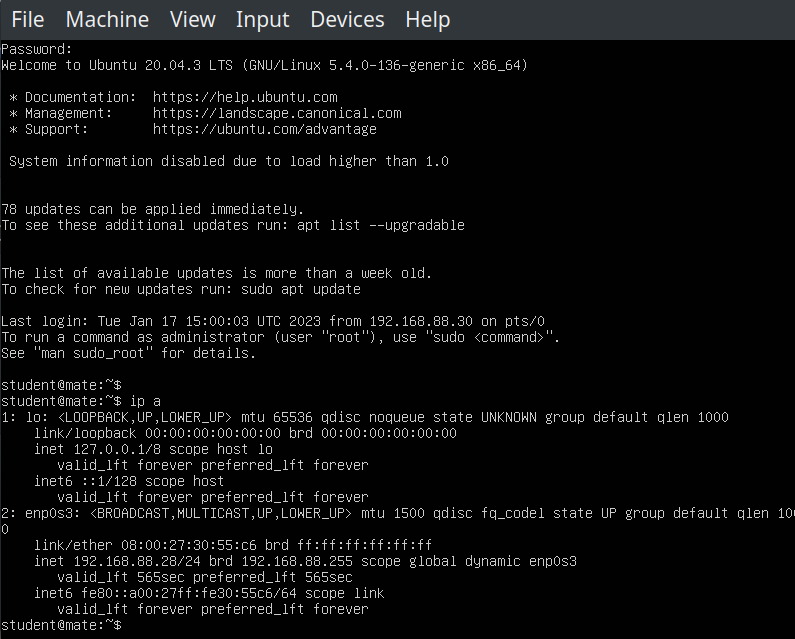 File Machine View Input Devices Help
Password:
Welcome to Ubuntu 20.04.3 LTS (GNU/Linux 5.4.0-136-generic x86_64)
* Documentation: https://help.ubuntu.com
* Management: https://landscape.canonical.com
* Support: https://ubuntu.com/advantage
System information disabled due to load higher than 1.0
78 updates can be applied immediately.
To see these additional updates run: apt list --upgradable
The list of available updates is more than a week old.
To check for new updates run: sudo apt update
Last login: Tue Jan 17 15:00:03 UTC 2023 from 192.168.88.30 on pts/0
To run a command as administrator (user "root"), use "sudo <command>".
See "man sudo_root" for details.
student@mate:~$
student@mate:~$ ip a
1: lo: <LOOPBACK,UP,LOWER_UP> mtu 65536 qdisc noqueue state UNKNOWN group default qlen 1000
link/loopback 00:00:00:00:00:00 brd 00:00:00:00:00:00
inet 127.0.0.1/8 scope host lo
valid_lft forever preferred_lft forever
inet6 ::1/128 scope host
valid_lft forever preferred_lft forever
2: enp0s3: <BROADCAST,MULTICAST,UP,LOWER_UP> mtu 1500 qdisc fq_codel state UP group default qlen 100
0
link/ether 08:00:27:30:55:c6 brd ff:ff:ff:ff:ff:ff
inet 192.168.88.28/24 brd 192.168.88.255 scope global dynamic enp0s3
valid_lft 565sec preferred_lft 565sec
inet6 fe80::a00:27ff:fe30:55c6/64 scope link
valid_lft forever preferred_lft forever
student@mate:~$